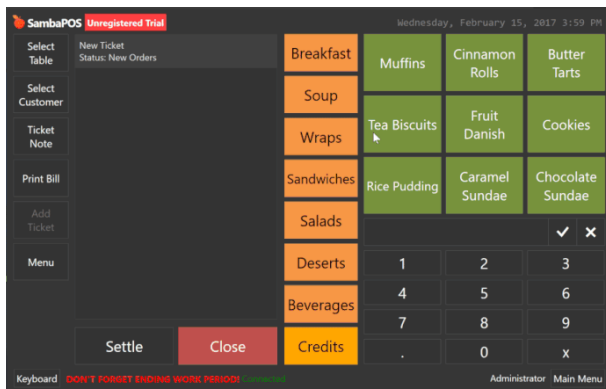 SambaPOS Unregistered Trial
Wednesday, February 15, 2017 3:59 PM
Select
Table
Select
Customer
Ticket
Note
Print Bill
Add
Ticket
Menu
New Ticket
Status: New Orders
Settle
Close
Breakfast
Soup
Wraps
Sandwiches
Salads
Deserts
Beverages
Credits
Muffins
Cinnamon
Rolls
Butter
Tarts
Tea Biscuits
Fruit
Danish
Cookies
Rice Pudding
Caramel
Sundae
Chocolate
Sundae
1 2 3
4 5 6
7 8 9
. 0 x
Keyboard DON'T FORGET ENDING WORK PERIOD! Connected
Administrator Main Menu